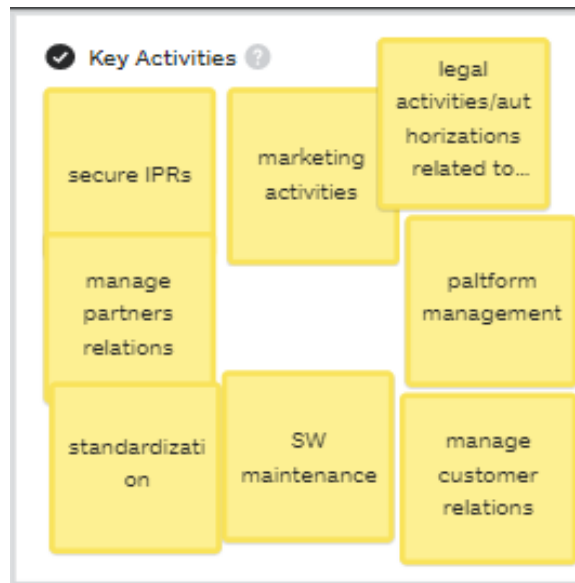 Key Activities ?
secure IPRs
marketing
activities
legal
activities/aut
horizations
related to...
manage
partners
relations
paltform
management
standardizati
on
SW
maintenance
manage
customer
relations